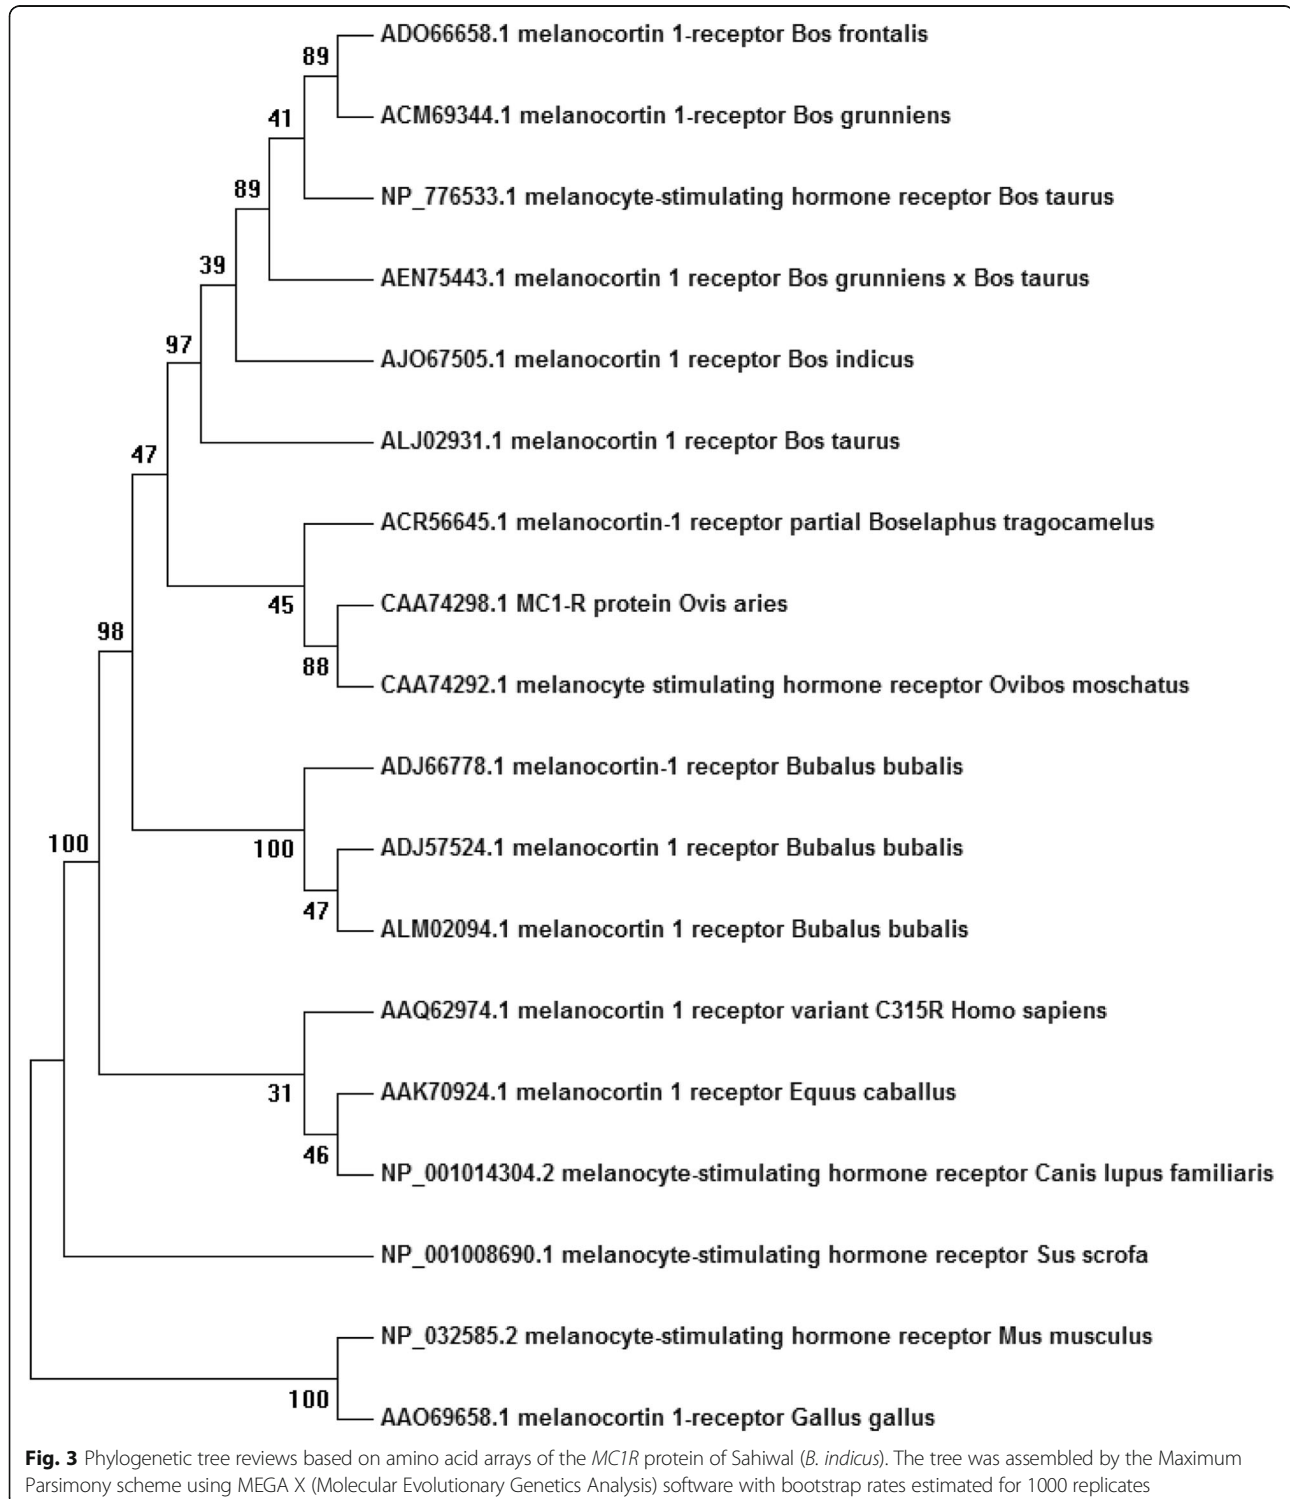 ADO66658.1 melanocortin 1-receptor Bos frontalis
89
ACM69344.1 melanocortin 1-receptor Bos grunniens
41
NP_776533.1 melanocyte-stimulating hormone receptor Bos taurus
89
AEN75443.1 melanocortin 1 receptor Bos grunniens x Bos taurus
39
AJO67505.1 melanocortin 1 receptor Bos indicus
97
ALJ02931.1 melanocortin 1 receptor Bos taurus
47
ACR56645.1 melanocortin-1 receptor partial Boselaphus tragocamelus
45
CAA74298.1 MC1-R protein Ovis aries
98
88
CAA74292.1 melanocyte stimulating hormone receptor Ovibos moschatus
ADJ66778.1 melanocortin-1 receptor Bubalus bubalis
100
100
ADJ57524.1 melanocortin 1 receptor Bubalus bubalis
47
ALM02094.1 melanocortin 1 receptor Bubalus bubalis
AAQ62974.1 melanocortin 1 receptor variant C315R Homo sapiens
31
AAK70924.1 melanocortin 1 receptor Equus caballus
46
NP_001014304.2 melanocyte-stimulating hormone receptor Canis lupus familiaris
NP_001008690.1 melanocyte-stimulating hormone receptor Sus scrofa
NP_032585.2 melanocyte-stimulating hormone receptor Mus musculus
100
AAO69658.1 melanocortin 1-receptor Gallus gallus
Fig. 3 Phylogenetic tree reviews based on amino acid arrays of the MC1R protein of Sahiwal (B. indicus). The tree was assembled by the Maximum
Parsimony scheme using MEGA X (Molecular Evolutionary Genetics Analysis) software with bootstrap rates estimated for 1000 replicates